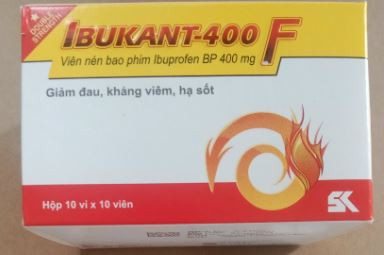 DOUBLE
STRENGTH
IBUKANT-400 F
Viên nén bao phim Ibuprofen BP 400 mg
Giảm đau, kháng viêm, hạ sốt
Hộp 10 vỉ x 10 viên
SK